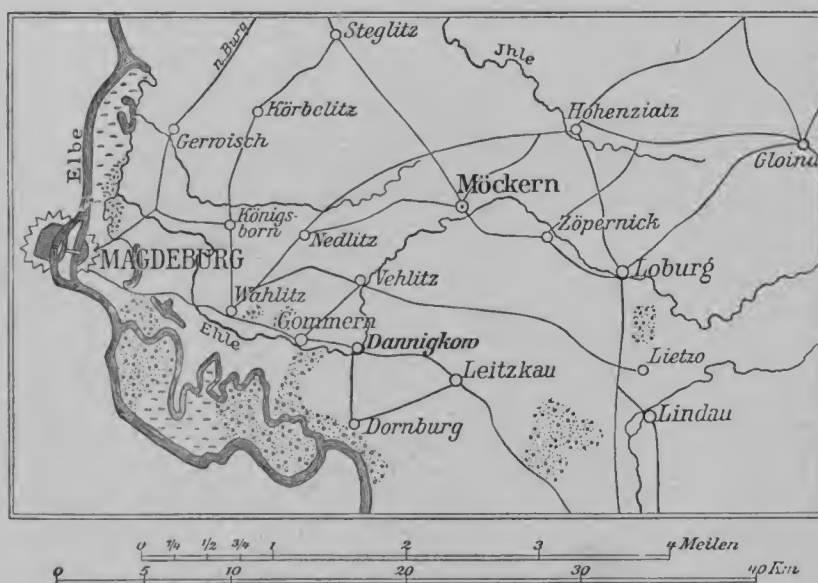 Steglitz
Jhle
n. Burg
Körbelitz
Hohenziatz
Gerwisch
Gloina
Elbe
Möckern
Königs-
born
Nedlitz
Zöpernick
MAGDEBURG
Vehlitz
Loburg
Wahlitz
Ehle
Gommern
Dannigkow
Lietzo
Leitzkau
Lindau
Dornburg
0 1/4 1/2 3/4 1 2 3 4 Meilen
0 5 10 20 30 40 Km